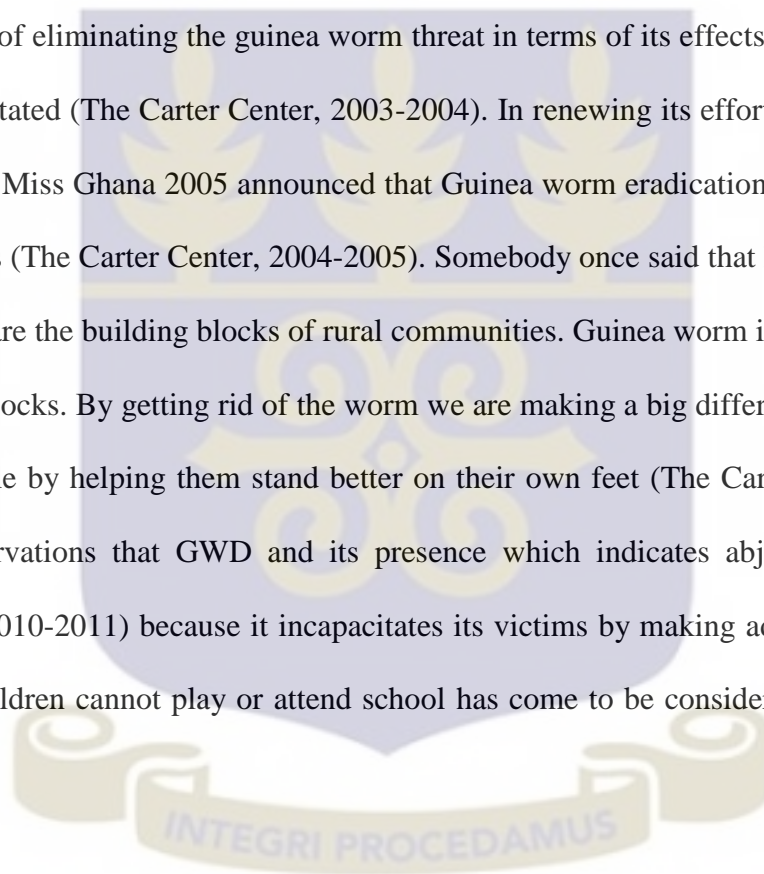 of eliminating the guinea worm threat in terms of its effects
tated (The Carter Center, 2003-2004). In renewing its effor
Miss Ghana 2005 announced that Guinea worm eradication
(The Carter Center, 2004-2005). Somebody once said that
are the building blocks of rural communities. Guinea worm i
ocks. By getting rid of the worm we are making a big differ
e by helping them stand better on their own feet (The Car
rvations that GWD and its presence which indicates abj
010-2011) because it incapacitates its victims by making ac
ldren cannot play or attend school has come to be consider
INTEGRI PROCEDAMUS